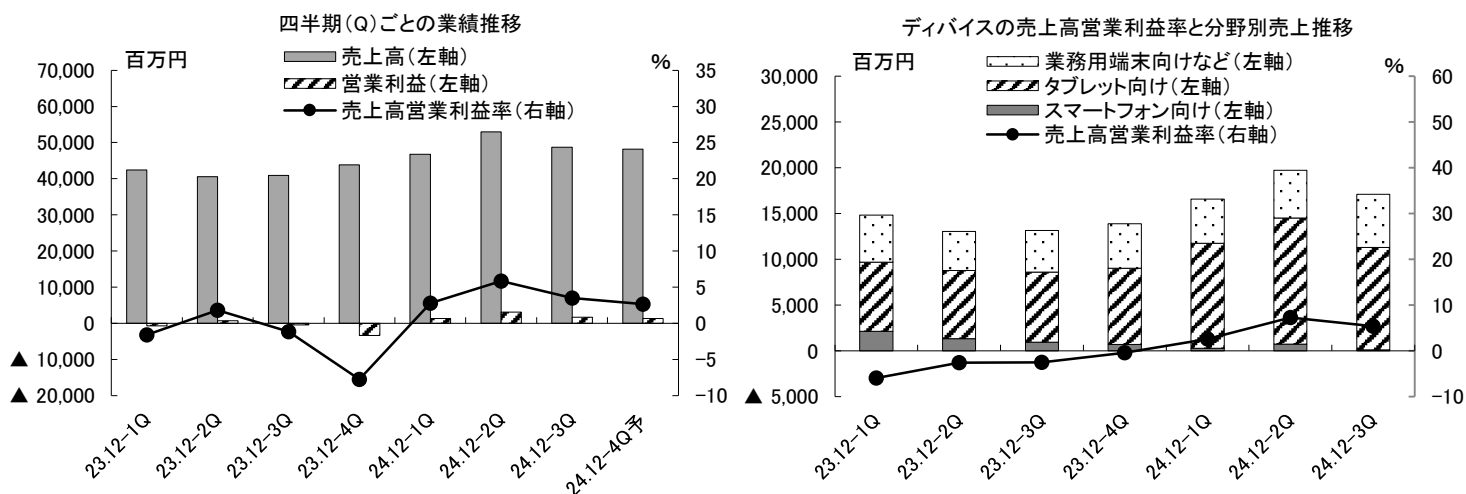 四半期(Q)ごとの業績推移
百万円
%
売上高(左軸)
営業利益(左軸)
売上高営業利益率(右軸)
70,000
60,000
50,000
40,000
30,000
20,000
10,000
0
▲ 10,000
▲ 20,000
35
30
25
20
15
10
5
0
-5
-10
23.12-1Q
23.12-2Q
23.12-3Q
23.12-4Q
24.12-1Q
24.12-2Q
24.12-3Q
24.12-4Q予
ディバイスの売上高営業利益率と分野別売上推移
百万円
%
業務用端末向けなど(左軸)
タブレット向け(左軸)
スマートフォン向け(左軸)
売上高営業利益率(右軸)
30,000
25,000
20,000
15,000
10,000
5,000
0
▲ 5,000
60
50
40
30
20
10
0
-10
23.12-1Q
23.12-2Q
23.12-3Q
23.12-4Q
24.12-1Q
24.12-2Q
24.12-3Q